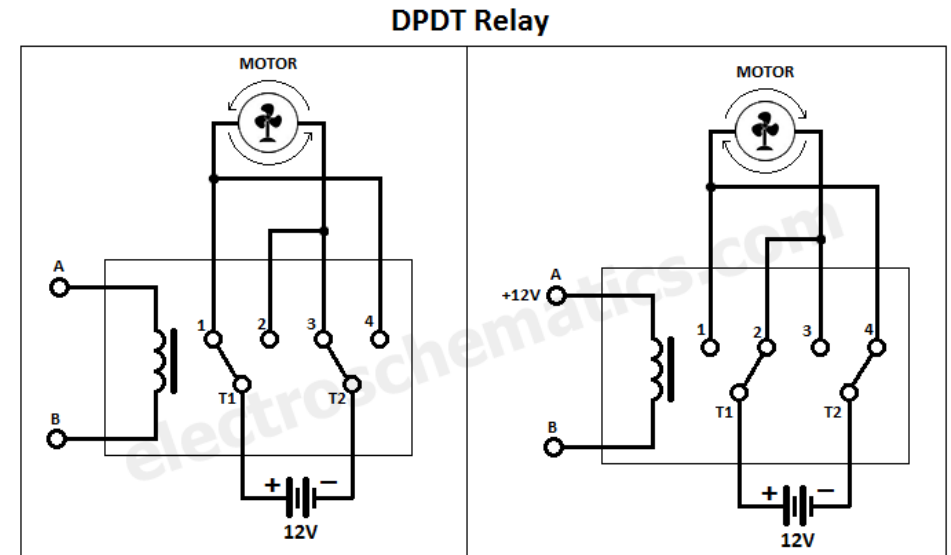 DPDT Relay
MOTOR
A
1
2
3
4
T1
T2
B
+
−
12V
MOTOR
A
+12V
1
2
3
4
T1
T2
B
+
−
12V
electroschematics.com